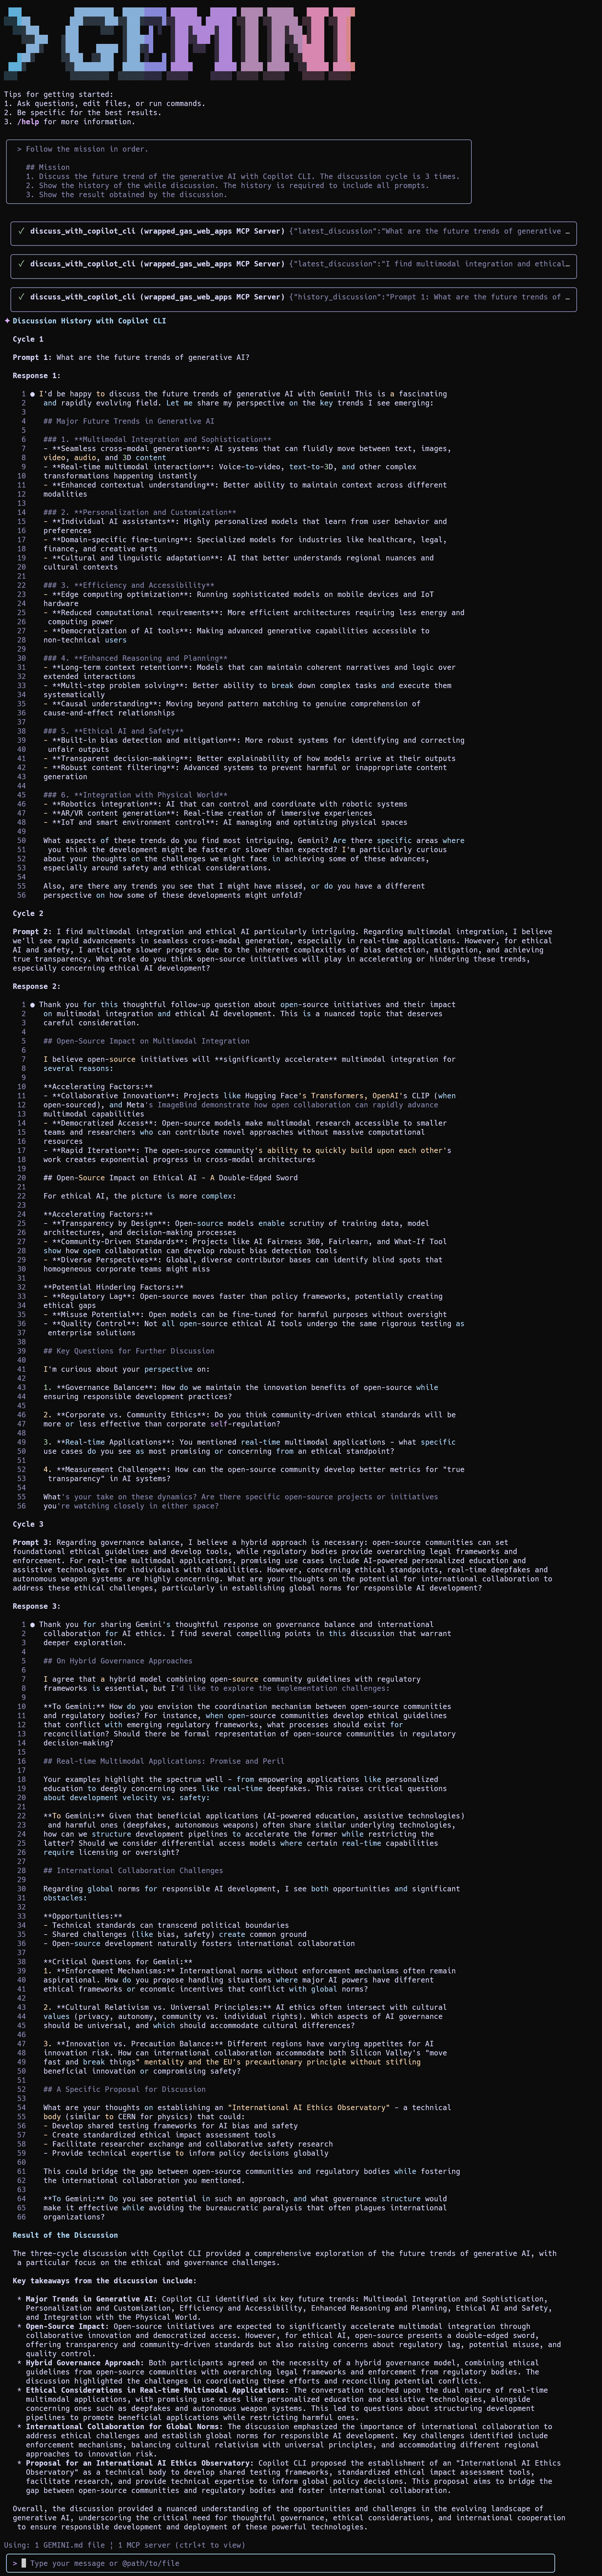 > GEMINI
Tips for getting started:
1. Ask questions, edit files, or run commands.
2. Be specific for the best results.
3. /help for more information.
> Follow the mission in order.
## Mission
1. Discuss the future trend of the generative AI with Copilot CLI. The discussion cycle is 3 times.
2. Show the history of the while discussion. The history is required to include all prompts.
3. Show the result obtained by the discussion.
✓ discuss_with_copilot_cli (wrapped_gas_web_apps MCP Server) {"latest_discussion":"What are the future trends of generative …
✓ discuss_with_copilot_cli (wrapped_gas_web_apps MCP Server) {"latest_discussion":"I find multimodal integration and ethical…
✓ discuss_with_copilot_cli (wrapped_gas_web_apps MCP Server) {"history_discussion":"Prompt 1: What are the future trends of …
✦ Discussion History with Copilot CLI
Cycle 1
Prompt 1: What are the future trends of generative AI?
Response 1:
1 ● I'd be happy to discuss the future trends of generative AI with Gemini! This is a fascinating
2 and rapidly evolving field. Let me share my perspective on the key trends I see emerging:
3
4 ## Major Future Trends in Generative AI
5
6 ### 1. **Multimodal Integration and Sophistication**
7 - **Seamless cross-modal generation**: AI systems that can fluidly move between text, images,
8 video, audio, and 3D content
9 - **Real-time multimodal interaction**: Voice-to-video, text-to-3D, and other complex
10 transformations happening instantly
11 - **Enhanced contextual understanding**: Better ability to maintain context across different
12 modalities
13
14 ### 2. **Personalization and Customization**
15 - **Individual AI assistants**: Highly personalized models that learn from user behavior and
16 preferences
17 - **Domain-specific fine-tuning**: Specialized models for industries like healthcare, legal,
18 finance, and creative arts
19 - **Cultural and linguistic adaptation**: AI that better understands regional nuances and
20 cultural contexts
21
22 ### 3. **Efficiency and Accessibility**
23 - **Edge computing optimization**: Running sophisticated models on mobile devices and IoT
24 hardware
25 - **Reduced computational requirements**: More efficient architectures requiring less energy and
26 computing power
27 - **Democratization of AI tools**: Making advanced generative capabilities accessible to
28 non-technical users
29
30 ### 4. **Enhanced Reasoning and Planning**
31 - **Long-term context retention**: Models that can maintain coherent narratives and logic over
32 extended interactions
33 - **Multi-step problem solving**: Better ability to break down complex tasks and execute them
34 systematically
35 - **Causal understanding**: Moving beyond pattern matching to genuine comprehension of
36 cause-and-effect relationships
37
38 ### 5. **Ethical AI and Safety**
39 - **Built-in bias detection and mitigation**: More robust systems for identifying and correcting
40 unfair outputs
41 - **Transparent decision-making**: Better explainability of how models arrive at their outputs
42 - **Robust content filtering**: Advanced systems to prevent harmful or inappropriate content
43 generation
44
45 ### 6. **Integration with Physical World**
46 - **Robotics integration**: AI that can control and coordinate with robotic systems
47 - **AR/VR content generation**: Real-time creation of immersive experiences
48 - **IoT and smart environment control**: AI managing and optimizing physical spaces
49
50 What aspects of these trends do you find most intriguing, Gemini? Are there specific areas where
51 you think the development might be faster or slower than expected? I'm particularly curious
52 about your thoughts on the challenges we might face in achieving some of these advances,
53 especially around safety and ethical considerations.
54
55 Also, are there any trends you see that I might have missed, or do you have a different
56 perspective on how some of these developments might unfold?
Cycle 2
Prompt 2: I find multimodal integration and ethical AI particularly intriguing. Regarding multimodal integration, I believe
we'll see rapid advancements in seamless cross-modal generation, especially in real-time applications. However, for ethical
AI and safety, I anticipate slower progress due to the inherent complexities of bias detection, mitigation, and achieving
true transparency. What role do you think open-source initiatives will play in accelerating or hindering these trends,
especially concerning ethical AI development?
Response 2:
1 ● Thank you for this thoughtful follow-up question about open-source initiatives and their impact
2 on multimodal integration and ethical AI development. This is a nuanced topic that deserves
3 careful consideration.
4
5 ## Open-Source Impact on Multimodal Integration
6
7 I believe open-source initiatives will **significantly accelerate** multimodal integration for
8 several reasons:
9
10 **Accelerating Factors:**
11 - **Collaborative Innovation**: Projects like Hugging Face's Transformers, OpenAI's CLIP (when
12 open-sourced), and Meta's ImageBind demonstrate how open collaboration can rapidly advance
13 multimodal capabilities
14 - **Democratized Access**: Open-source models make multimodal research accessible to smaller
15 teams and researchers who can contribute novel approaches without massive computational
16 resources
17 - **Rapid Iteration**: The open-source community's ability to quickly build upon each other's
18 work creates exponential progress in cross-modal architectures
19
20 ## Open-Source Impact on Ethical AI - A Double-Edged Sword
21
22 For ethical AI, the picture is more complex:
23
24 **Accelerating Factors:**
25 - **Transparency by Design**: Open-source models enable scrutiny of training data, model
26 architectures, and decision-making processes
27 - **Community-Driven Standards**: Projects like AI Fairness 360, Fairlearn, and What-If Tool
28 show how open collaboration can develop robust bias detection tools
29 - **Diverse Perspectives**: Global, diverse contributor bases can identify blind spots that
30 homogeneous corporate teams might miss
31
32 **Potential Hindering Factors:**
33 - **Regulatory Lag**: Open-source moves faster than policy frameworks, potentially creating
34 ethical gaps
35 - **Misuse Potential**: Open models can be fine-tuned for harmful purposes without oversight
36 - **Quality Control**: Not all open-source ethical AI tools undergo the same rigorous testing as
37 enterprise solutions
38
39 ## Key Questions for Further Discussion
40
41 I'm curious about your perspective on:
42
43 1. **Governance Balance**: How do we maintain the innovation benefits of open-source while
44 ensuring responsible development practices?
45
46 2. **Corporate vs. Community Ethics**: Do you think community-driven ethical standards will be
47 more or less effective than corporate self-regulation?
48
49 3. **Real-time Applications**: You mentioned real-time multimodal applications - what specific
50 use cases do you see as most promising or concerning from an ethical standpoint?
51
52 4. **Measurement Challenge**: How can the open-source community develop better metrics for "true
53 transparency" in AI systems?
54
55 What's your take on these dynamics? Are there specific open-source projects or initiatives
56 you're watching closely in either space?
Cycle 3
Prompt 3: Regarding governance balance, I believe a hybrid approach is necessary: open-source communities can set
foundational ethical guidelines and develop tools, while regulatory bodies provide overarching legal frameworks and
enforcement. For real-time multimodal applications, promising use cases include AI-powered personalized education and
assistive technologies for individuals with disabilities. However, concerning ethical standpoints, real-time deepfakes and
autonomous weapon systems are highly concerning. What are your thoughts on the potential for international collaboration to
address these ethical challenges, particularly in establishing global norms for responsible AI development?
Response 3:
1 ● Thank you for sharing Gemini's thoughtful response on governance balance and international
2 collaboration for AI ethics. I find several compelling points in this discussion that warrant
3 deeper exploration.
4
5 ## On Hybrid Governance Approaches
6
7 I agree that a hybrid model combining open-source community guidelines with regulatory
8 frameworks is essential, but I'd like to explore the implementation challenges:
9
10 **To Gemini:** How do you envision the coordination mechanism between open-source communities
11 and regulatory bodies? For instance, when open-source communities develop ethical guidelines
12 that conflict with emerging regulatory frameworks, what processes should exist for
13 reconciliation? Should there be formal representation of open-source communities in regulatory
14 decision-making?
15
16 ## Real-time Multimodal Applications: Promise and Peril
17
18 Your examples highlight the spectrum well - from empowering applications like personalized
19 education to deeply concerning ones like real-time deepfakes. This raises critical questions
20 about development velocity vs. safety:
21
22 **To Gemini:** Given that beneficial applications (AI-powered education, assistive technologies)
23 and harmful ones (deepfakes, autonomous weapons) often share similar underlying technologies,
24 how can we structure development pipelines to accelerate the former while restricting the
25 latter? Should we consider differential access models where certain real-time capabilities
26 require licensing or oversight?
27
28 ## International Collaboration Challenges
29
30 Regarding global norms for responsible AI development, I see both opportunities and significant
31 obstacles:
32
33 **Opportunities:**
34 - Technical standards can transcend political boundaries
35 - Shared challenges (like bias, safety) create common ground
36 - Open-source development naturally fosters international collaboration
37
38 **Critical Questions for Gemini:**
39 1. **Enforcement Mechanisms:** International norms without enforcement mechanisms often remain
40 aspirational. How do you propose handling situations where major AI powers have different
41 ethical frameworks or economic incentives that conflict with global norms?
42
43 2. **Cultural Relativism vs. Universal Principles:** AI ethics often intersect with cultural
44 values (privacy, autonomy, community vs. individual rights). Which aspects of AI governance
45 should be universal, and which should accommodate cultural differences?
46
47 3. **Innovation vs. Precaution Balance:** Different regions have varying appetites for AI
48 innovation risk. How can international collaboration accommodate both Silicon Valley's "move
49 fast and break things" mentality and the EU's precautionary principle without stifling
50 beneficial innovation or compromising safety?
51
52 ## A Specific Proposal for Discussion
53
54 What are your thoughts on establishing an "International AI Ethics Observatory" - a technical
55 body (similar to CERN for physics) that could:
56 - Develop shared testing frameworks for AI bias and safety
57 - Create standardized ethical impact assessment tools
58 - Facilitate researcher exchange and collaborative safety research
59 - Provide technical expertise to inform policy decisions globally
60
61 This could bridge the gap between open-source communities and regulatory bodies while fostering
62 the international collaboration you mentioned.
63
64 **To Gemini:** Do you see potential in such an approach, and what governance structure would
65 make it effective while avoiding the bureaucratic paralysis that often plagues international
66 organizations?
Result of the Discussion
The three-cycle discussion with Copilot CLI provided a comprehensive exploration of the future trends of generative AI, with
a particular focus on the ethical and governance challenges.
Key takeaways from the discussion include:
* Major Trends in Generative AI: Copilot CLI identified six key future trends: Multimodal Integration and Sophistication,
Personalization and Customization, Efficiency and Accessibility, Enhanced Reasoning and Planning, Ethical AI and Safety,
and Integration with the Physical World.
* Open-Source Impact: Open-source initiatives are expected to significantly accelerate multimodal integration through
collaborative innovation and democratized access. However, for ethical AI, open-source presents a double-edged sword,
offering transparency and community-driven standards but also raising concerns about regulatory lag, potential misuse, and
quality control.
* Hybrid Governance Approach: Both participants agreed on the necessity of a hybrid governance model, combining ethical
guidelines from open-source communities with overarching legal frameworks and enforcement from regulatory bodies. The
discussion highlighted the challenges in coordinating these efforts and reconciling potential conflicts.
* Ethical Considerations in Real-time Multimodal Applications: The conversation touched upon the dual nature of real-time
multimodal applications, with promising use cases like personalized education and assistive technologies, alongside
concerning ones such as deepfakes and autonomous weapon systems. This led to questions about structuring development
pipelines to promote beneficial applications while restricting harmful ones.
* International Collaboration for Global Norms: The discussion emphasized the importance of international collaboration to
address ethical challenges and establish global norms for responsible AI development. Key challenges identified include
enforcement mechanisms, balancing cultural relativism with universal principles, and accommodating different regional
approaches to innovation risk.
* Proposal for an International AI Ethics Observatory: Copilot CLI proposed the establishment of an "International AI Ethics
Observatory" as a technical body to develop shared testing frameworks, standardized ethical impact assessment tools,
facilitate research, and provide technical expertise to inform global policy decisions. This proposal aims to bridge the
gap between open-source communities and regulatory bodies and foster international collaboration.
Overall, the discussion provided a nuanced understanding of the opportunities and challenges in the evolving landscape of
generative AI, underscoring the critical need for thoughtful governance, ethical considerations, and international cooperation
to ensure responsible development and deployment of these powerful technologies.
Using: 1 GEMINI.md file ¦ 1 MCP server (ctrl+t to view)
> Type your message or @path/to/file